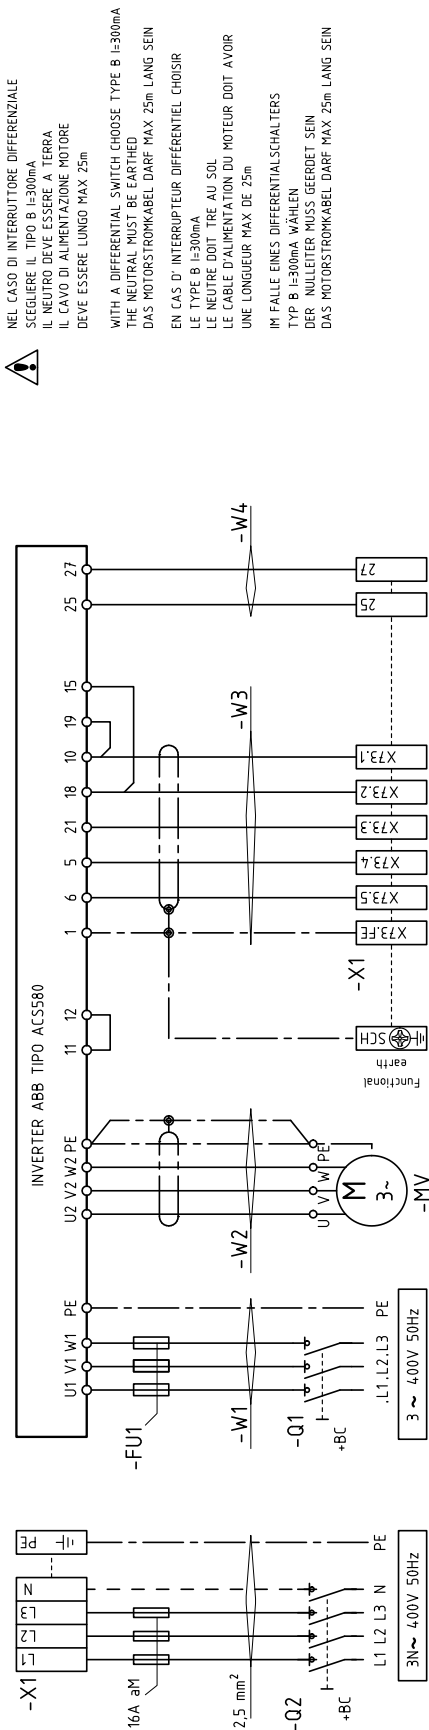 NEL CASO DI INTERRUTTORE DIFFERENZIALE
SCEGLIERE IL TIPO B I=300mA
IL NEUTRO DEVE ESSERE A TERRA
IL CAVO DI ALIMENTAZIONE MOTORE
DEVE ESSERE LUNGO MAX 25m
WITH A DIFFERENTIAL SWITCH CHOOSE TYPE B I=300mA
THE NEUTRAL MUST BE EARTHED
DAS MOTORSTROMKABEL DARF MAX 25m LANG SEIN
EN CAS D' INTERRUPTEUR DIFFÉRENTIEL CHOISIR
LE TYPE B I=300mA
LE NEUTRE DOIT TRE AU SOL
LE CABLE D'ALIMENTATION DU MOTEUR DOIT AVOIR
UNE LONGUEUR MAX DE 25m
IM FALLE EINES DIFFERENTIALSCHALTERS
TYP B I=300mA WÄHLEN
DER NULLEITER MUSS GEERDET SEIN
DAS MOTORSTROMKABEL DARF MAX 25m LANG SEIN
-X1
L1 L2 L3 N PE
16A aM
2,5 mm²
-Q2
+BC
L1 L2 L3 N PE
3N~ 400V 50Hz
INVERTER ABB TIPO ACS580
U1 V1 W1 PE U2 V2 W2 PE 11 12 1 6 5 21 18 10 19 15 25 27
-FU1
-W1
-W2
-W3
-W4
-Q1
+BC
.L1.L2.L3 PE
3 ~ 400V 50Hz
U V W PE
M
3~
-MV
Functional
earth
SCH
-X1
X73.FE
X73.5
X73.4
X73.3
X73.2
X73.1
25
27